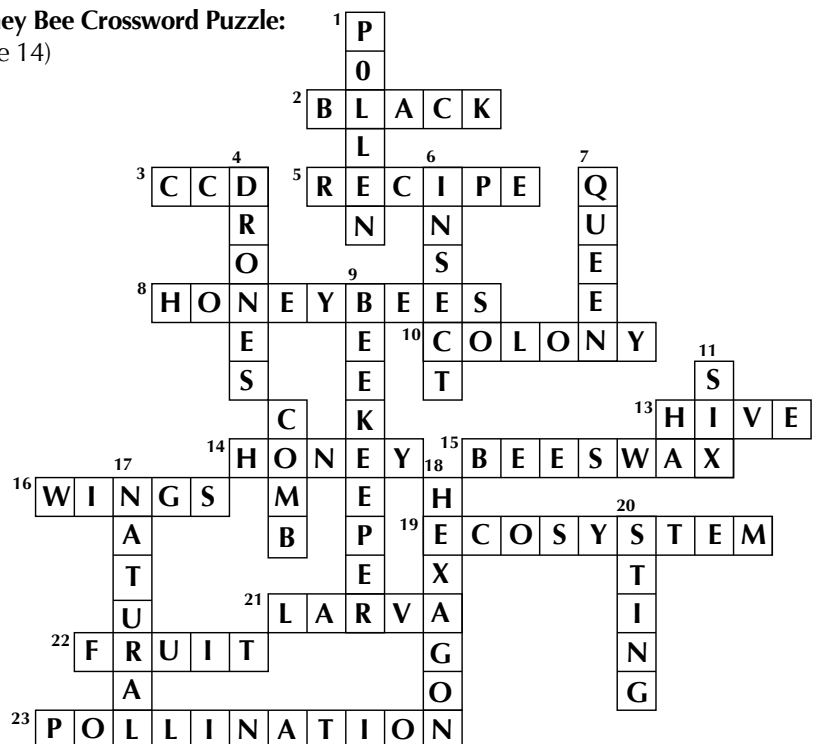 ney Bee Crossword Puzzle:
e 14)
1 P
0
2 B L A C K
L
4 6 7
3 C C D 5 R E C I P E Q
R N N U
O S E
9
8 H O N E Y B E E S E
E E 10 C O L O N Y
11
S E T S
C K 13 H I V E
14 H O N E Y 15 B E E S W A X
17 18
16 W I N G S M E H
20
A B P 19 E C O S Y S T E M
T E X T
U 21 L A R V A I
22 F R U I T G N
A O G
23 P O L L I N A T I O N